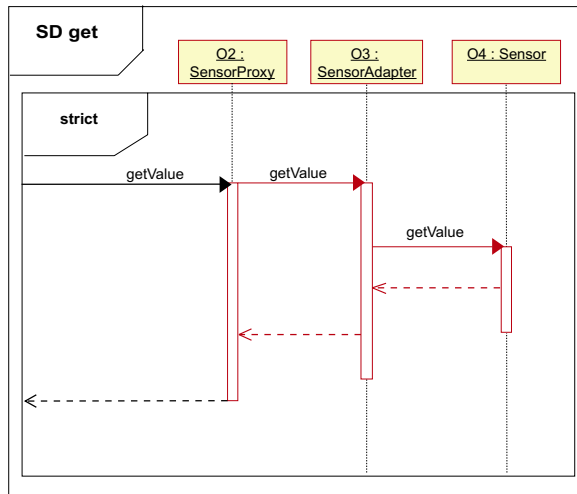 SD get
O2 :
SensorProxy
O3 :
SensorAdapter
O4 : Sensor
strict
getValue
getValue
getValue